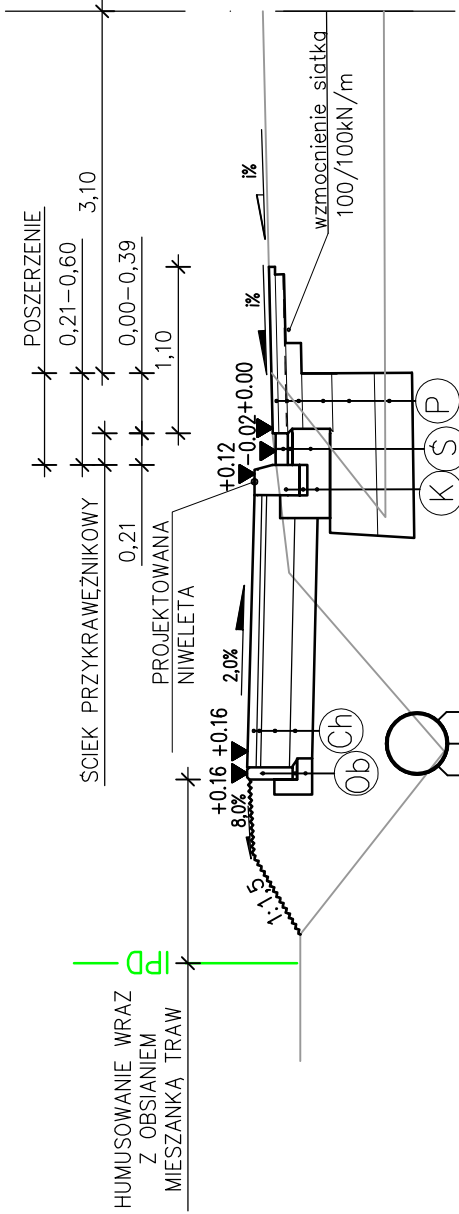 POSZERZENIE
0,21–0,60
3,10
ŚCIEK PRZYKRAWĘŻNIKOWY
0,21
0,00–0,39
1,10
PROJEKTOWANA
NIWELETA
HUMUSOWANIE WRAZ
Z OBSIANIEM
MIESZANKĄ TRAW
IPD
1:1,5
8,0%
+0.16
+0.16
2,0%
+0.12
-0.02
+0.00
i%
i%
wzmocnienie siatką
100/100kN/m
Ob
Ch
K
Ś
P